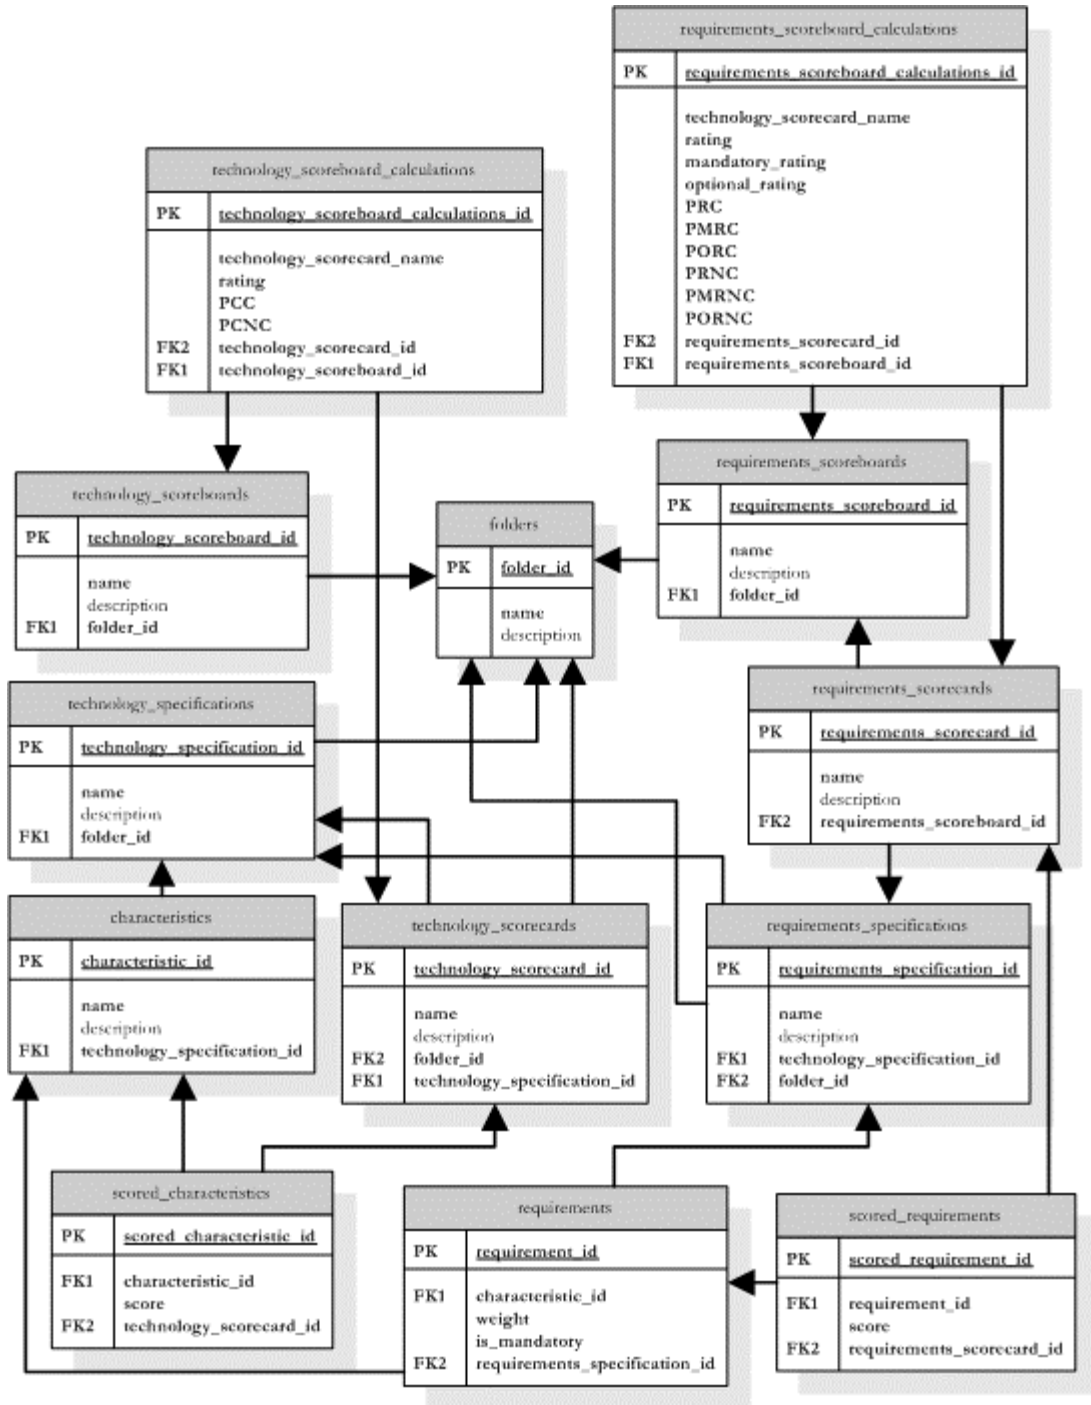 requirements_scoreboard_calculations
PK requirements_scoreboard_calculations_id
technology_scorecard_name
rating
mandatory_rating
optional_rating
PRC
PMRC
PORC
PRNC
PMRNC
PORNC
FK2 requirements_scorecard_id
FK1 requirements_scoreboard_id
technology_scoreboard_calculations
PK technology_scoreboard_calculations_id
technology_scorecard_name
rating
PCC
PCNC
FK2 technology_scorecard_id
FK1 technology_scoreboard_id
requirements_scoreboards
PK requirements_scoreboard_id
name
description
FK1 folder_id
technology_scoreboards
PK technology_scoreboard_id
name
description
FK1 folder_id
folders
PK folder_id
name
description
requirements_scorecards
PK requirements_scorecard_id
name
description
FK2 requirements_scoreboard_id
technology_specifications
PK technology_specification_id
name
description
FK1 folder_id
characteristics
PK characteristic_id
name
description
FK1 technology_specification_id
technology_scorecards
PK technology_scorecard_id
name
description
FK2 folder_id
FK1 technology_specification_id
requirements_specifications
PK requirements_specification_id
name
description
FK1 technology_specification_id
FK2 folder_id
scored_characteristics
PK scored_characteristic_id
FK1 characteristic_id
score
FK2 technology_scorecard_id
requirements
PK requirement_id
FK1 characteristic_id
weight
is_mandatory
FK2 requirements_specification_id
scored_requirements
PK scored_requirement_id
FK1 requirement_id
score
FK2 requirements_scorecard_id